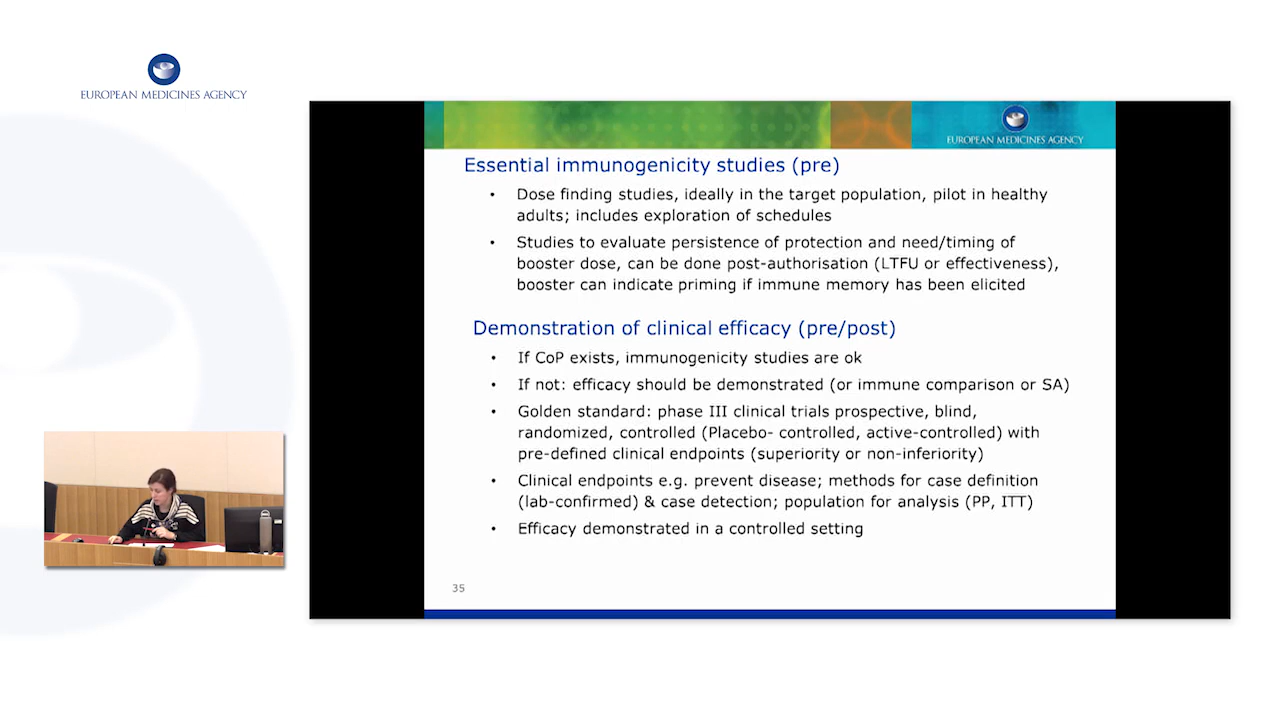 EUROPEAN MEDICINES AGENCY
EUROPEAN MEDICINES AGENCY
Essential immunogenicity studies (pre)
• Dose finding studies, ideally in the target population, pilot in healthy
adults; includes exploration of schedules
• Studies to evaluate persistence of protection and need/timing of
booster dose, can be done post-authorisation (LTFU or effectiveness),
booster can indicate priming if immune memory has been elicited
Demonstration of clinical efficacy (pre/post)
• If CoP exists, immunogenicity studies are ok
• If not: efficacy should be demonstrated (or immune comparison or SA)
• Golden standard: phase III clinical trials prospective, blind,
randomized, controlled (Placebo- controlled, active-controlled) with
pre-defined clinical endpoints (superiority or non-inferiority)
• Clinical endpoints e.g. prevent disease; methods for case definition
(lab-confirmed) & case detection; population for analysis (PP, ITT)
• Efficacy demonstrated in a controlled setting
35